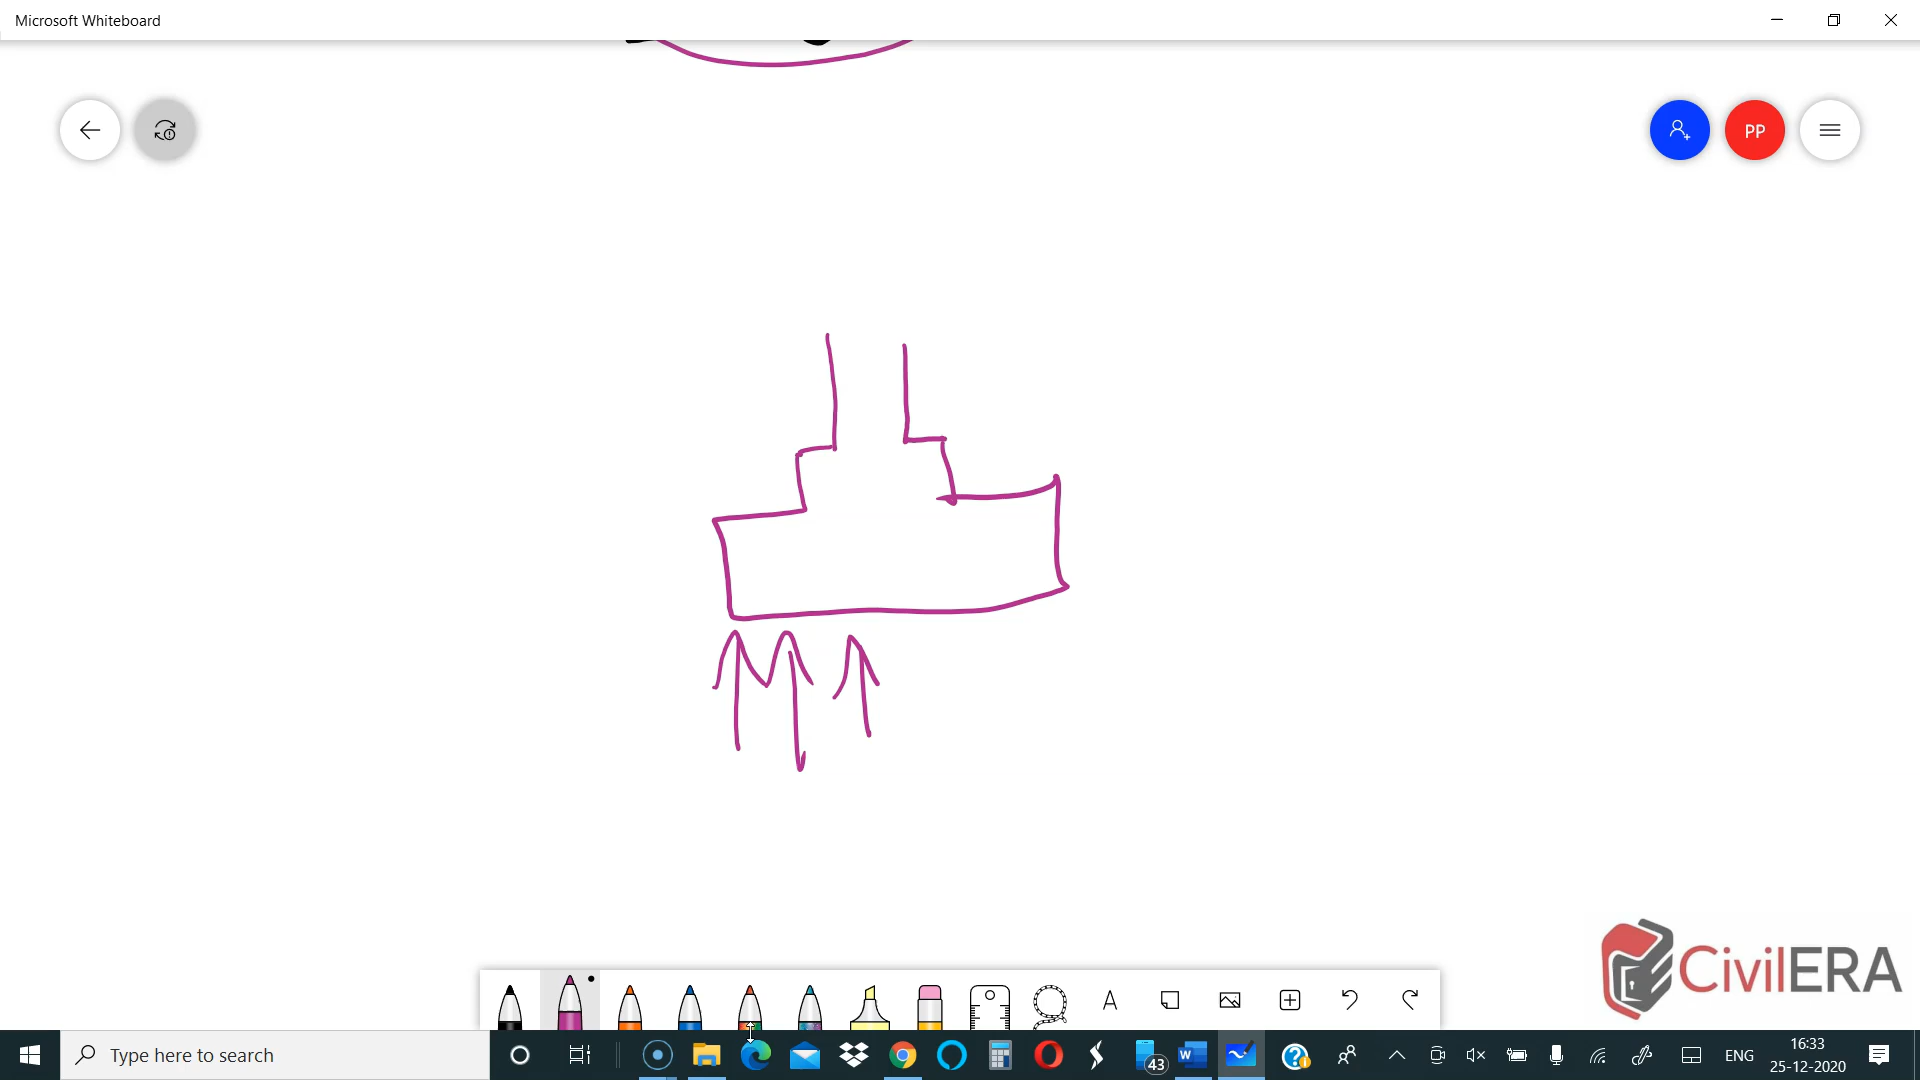 Microsoft Whiteboard
PP
CivilERA
Type here to search
43
ENG
16:33
25-12-2020